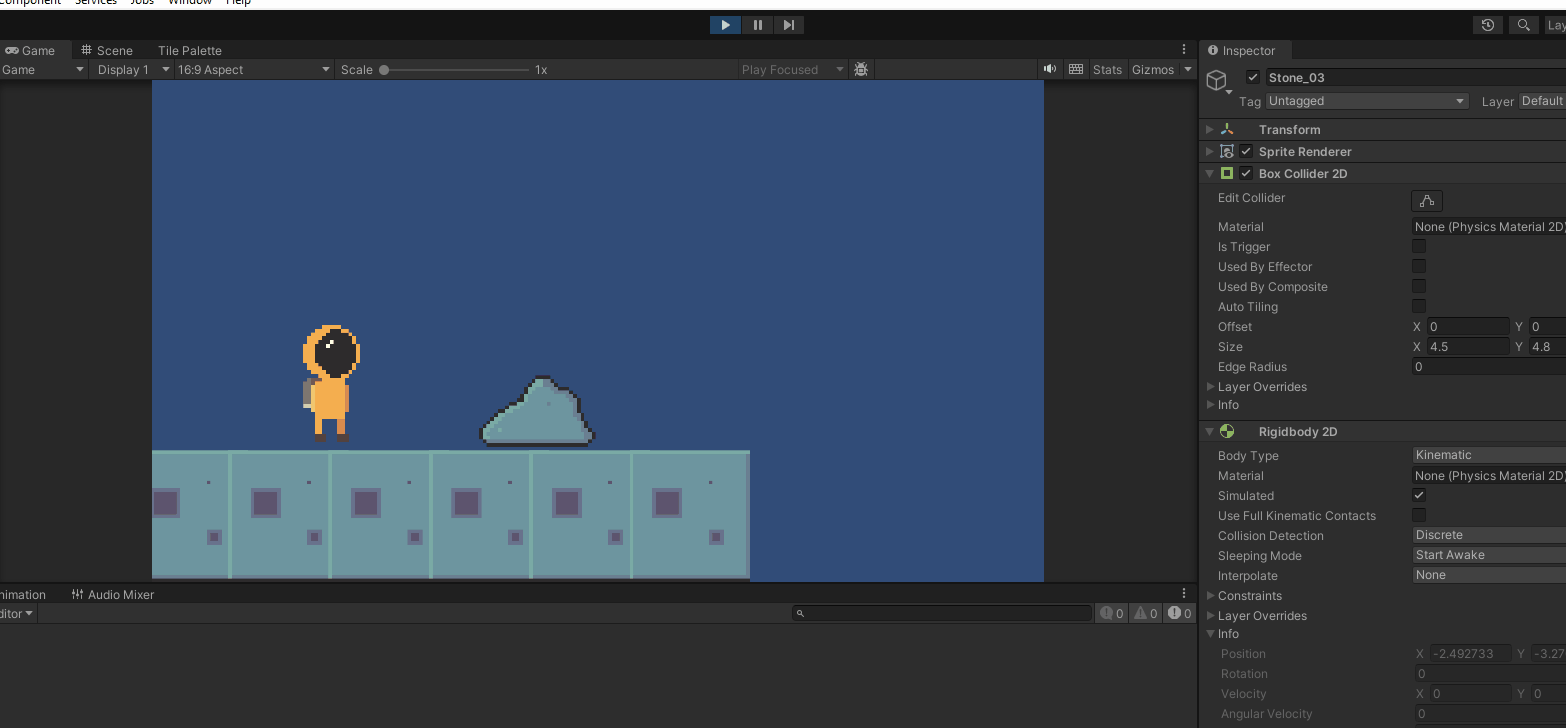 Component Services Jobs Window Help
Lay
Game Scene Tile Palette
Game Display 1 16:9 Aspect Scale 1x Play Focused Stats Gizmos
nimation Audio Mixer
ditor 0 0 0
Inspector
Stone_03
Tag Untagged Layer Default
Transform
Sprite Renderer
Box Collider 2D
Edit Collider
Material None (Physics Material 2D)
Is Trigger
Used By Effector
Used By Composite
Auto Tiling
Offset X 0 Y 0
Size X 4.5 Y 4.8
Edge Radius 0
Layer Overrides
Info
Rigidbody 2D
Body Type Kinematic
Material None (Physics Material 2D)
Simulated
Use Full Kinematic Contacts
Collision Detection Discrete
Sleeping Mode Start Awake
Interpolate None
Constraints
Layer Overrides
Info
Position X -2.492733 Y -3.27
Rotation 0
Velocity X 0 Y 0
Angular Velocity 0